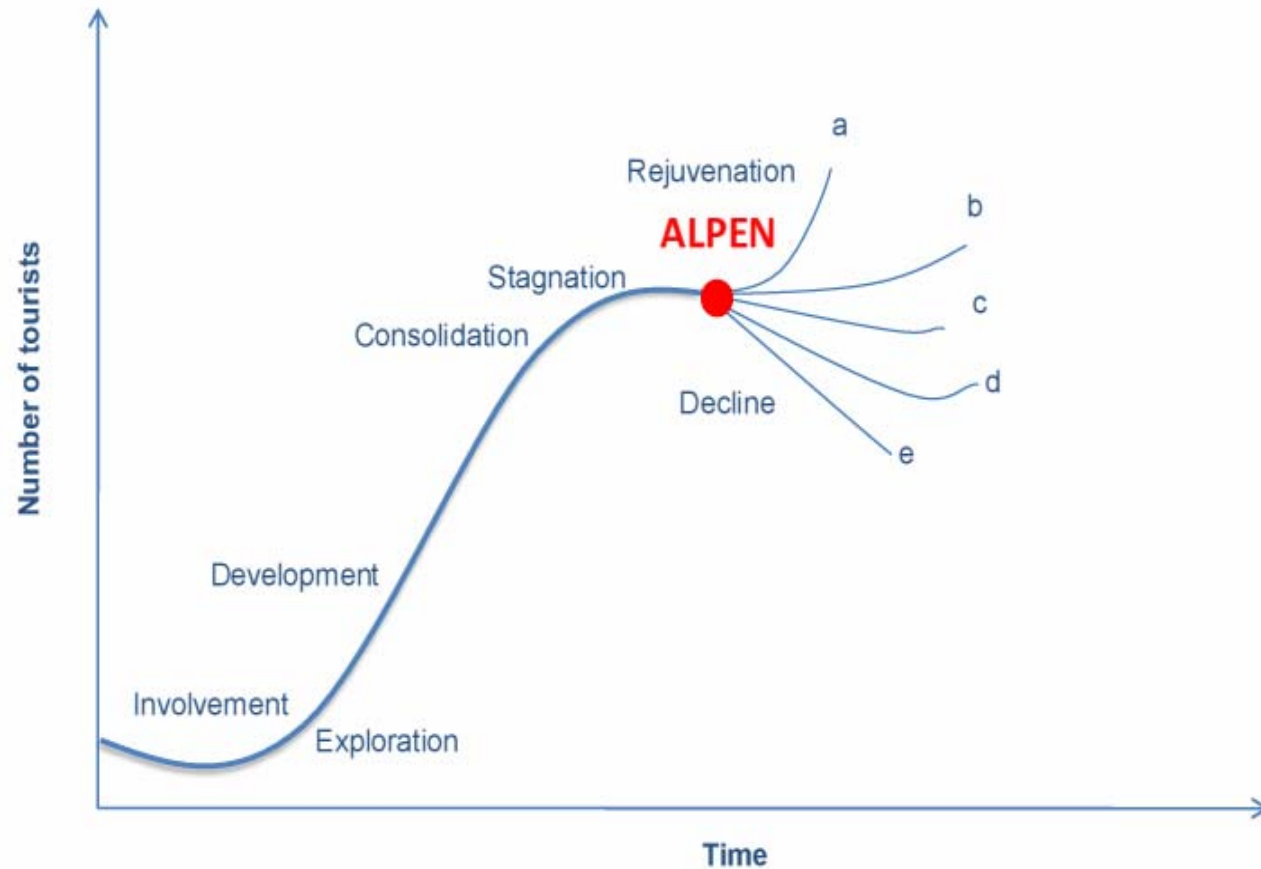 a
Rejuvenation
b
ALPEN
Stagnation
c
Consolidation
d
Decline
e
Number of tourists
Development
Involvement
Exploration
Time